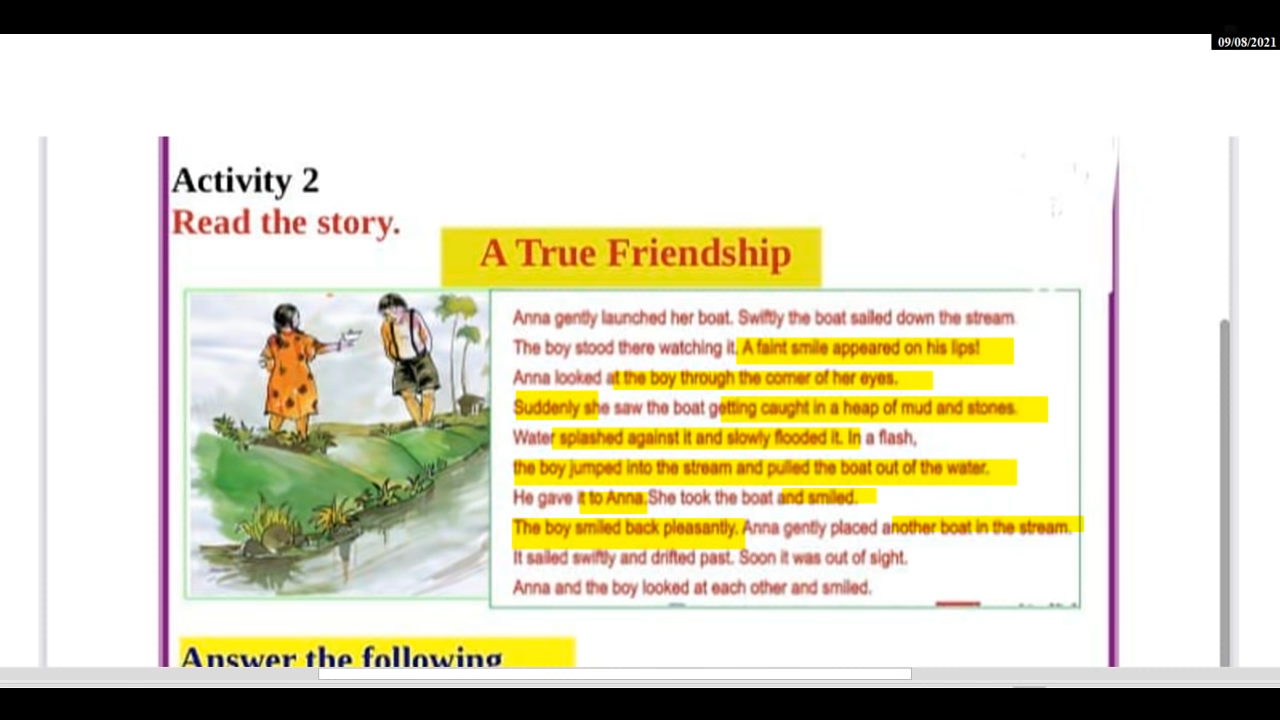 09/08/2021
Activity 2
Read the story.
A True Friendship
Anna gently launched her boat. Swiftly the boat sailed down the stream.
The boy stood there watching it. A faint smile appeared on his lips!
Anna looked at the boy through the corner of her eyes.
Suddenly she saw the boat getting caught in a heap of mud and stones.
Water splashed against it and slowly flooded it. In a flash,
the boy jumped into the stream and pulled the boat out of the water.
He gave it to Anna. She took the boat and smiled.
The boy smiled back pleasantly. Anna gently placed another boat in the stream.
It sailed swiftly and drifted past. Soon it was out of sight.
Anna and the boy looked at each other and smiled.
Answer the following